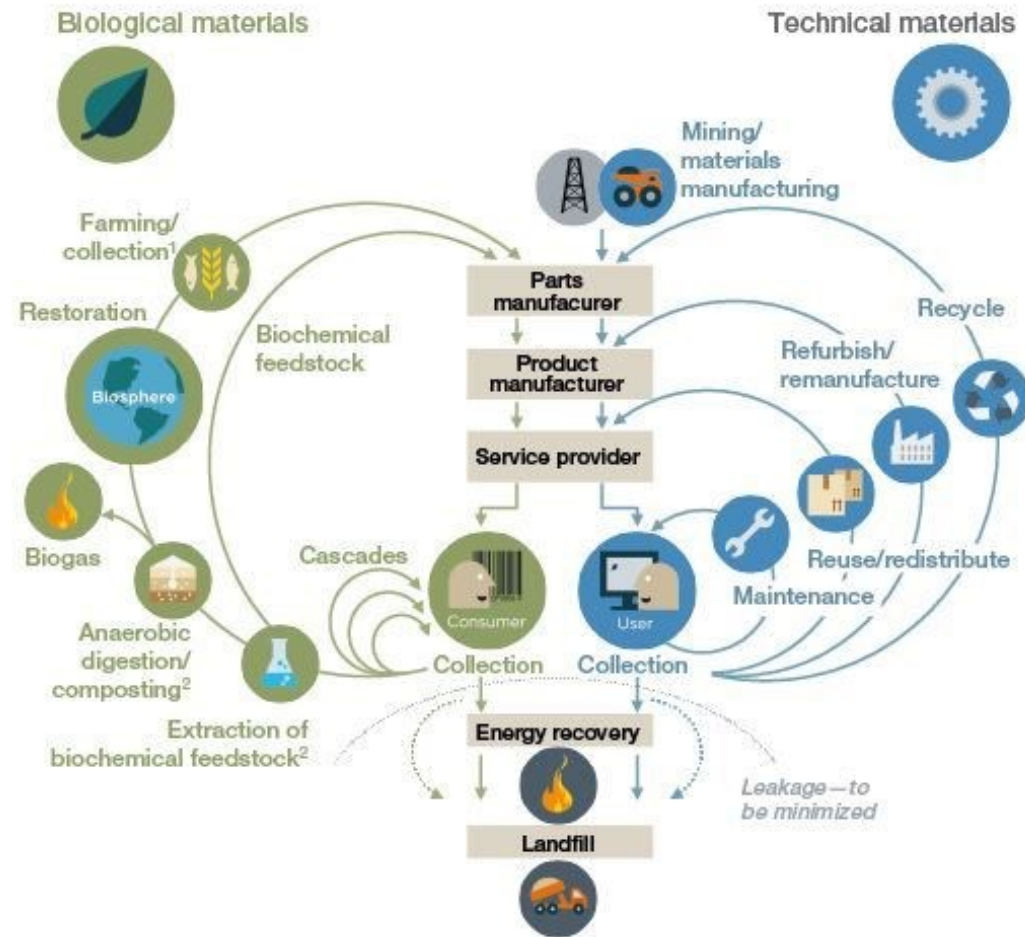 Biological materials
Technical materials
Mining/
materials
manufacturing
Farming/
collection¹
Restoration
Biosphere
Biochemical
feedstock
Parts
manufacurer
Product
manufacturer
Service provider
Recycle
Refurbish/
remanufacture
Reuse/redistribute
Maintenance
Biogas
Cascades
Anaerobic
digestion/
composting²
Extraction of
biochemical feedstock²
Consumer
User
Collection
Collection
Energy recovery
Leakage—to
be minimized
Landfill